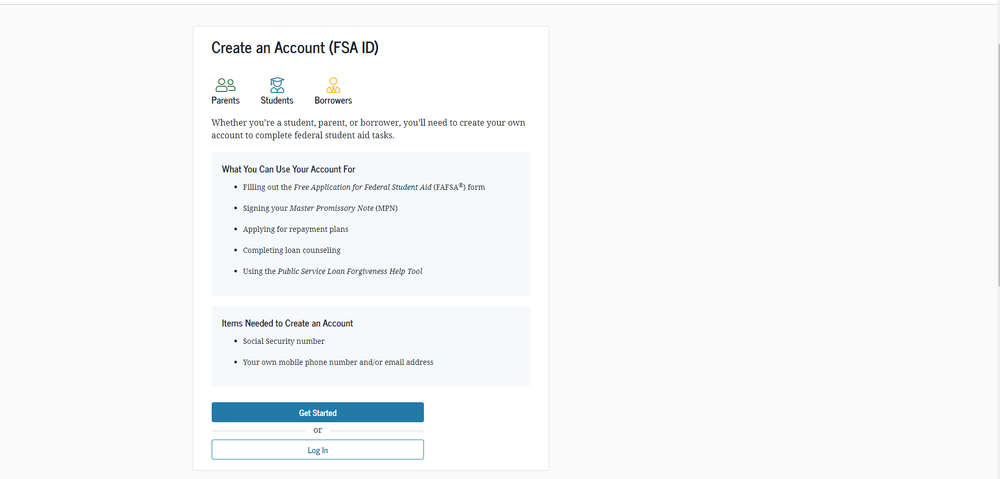 Create an Account (FSA ID)
Parents
Students
Borrowers
Whether you’re a student, parent, or borrower, you’ll need to create your own
account to complete federal student aid tasks.
What You Can Use Your Account For
• Filling out the Free Application for Federal Student Aid (FAFSA®) form
• Signing your Master Promissory Note (MPN)
• Applying for repayment plans
• Completing loan counseling
• Using the Public Service Loan Forgiveness Help Tool
Items Needed to Create an Account
• Social Security number
• Your own mobile phone number and/or email address
Get Started
or
Log In